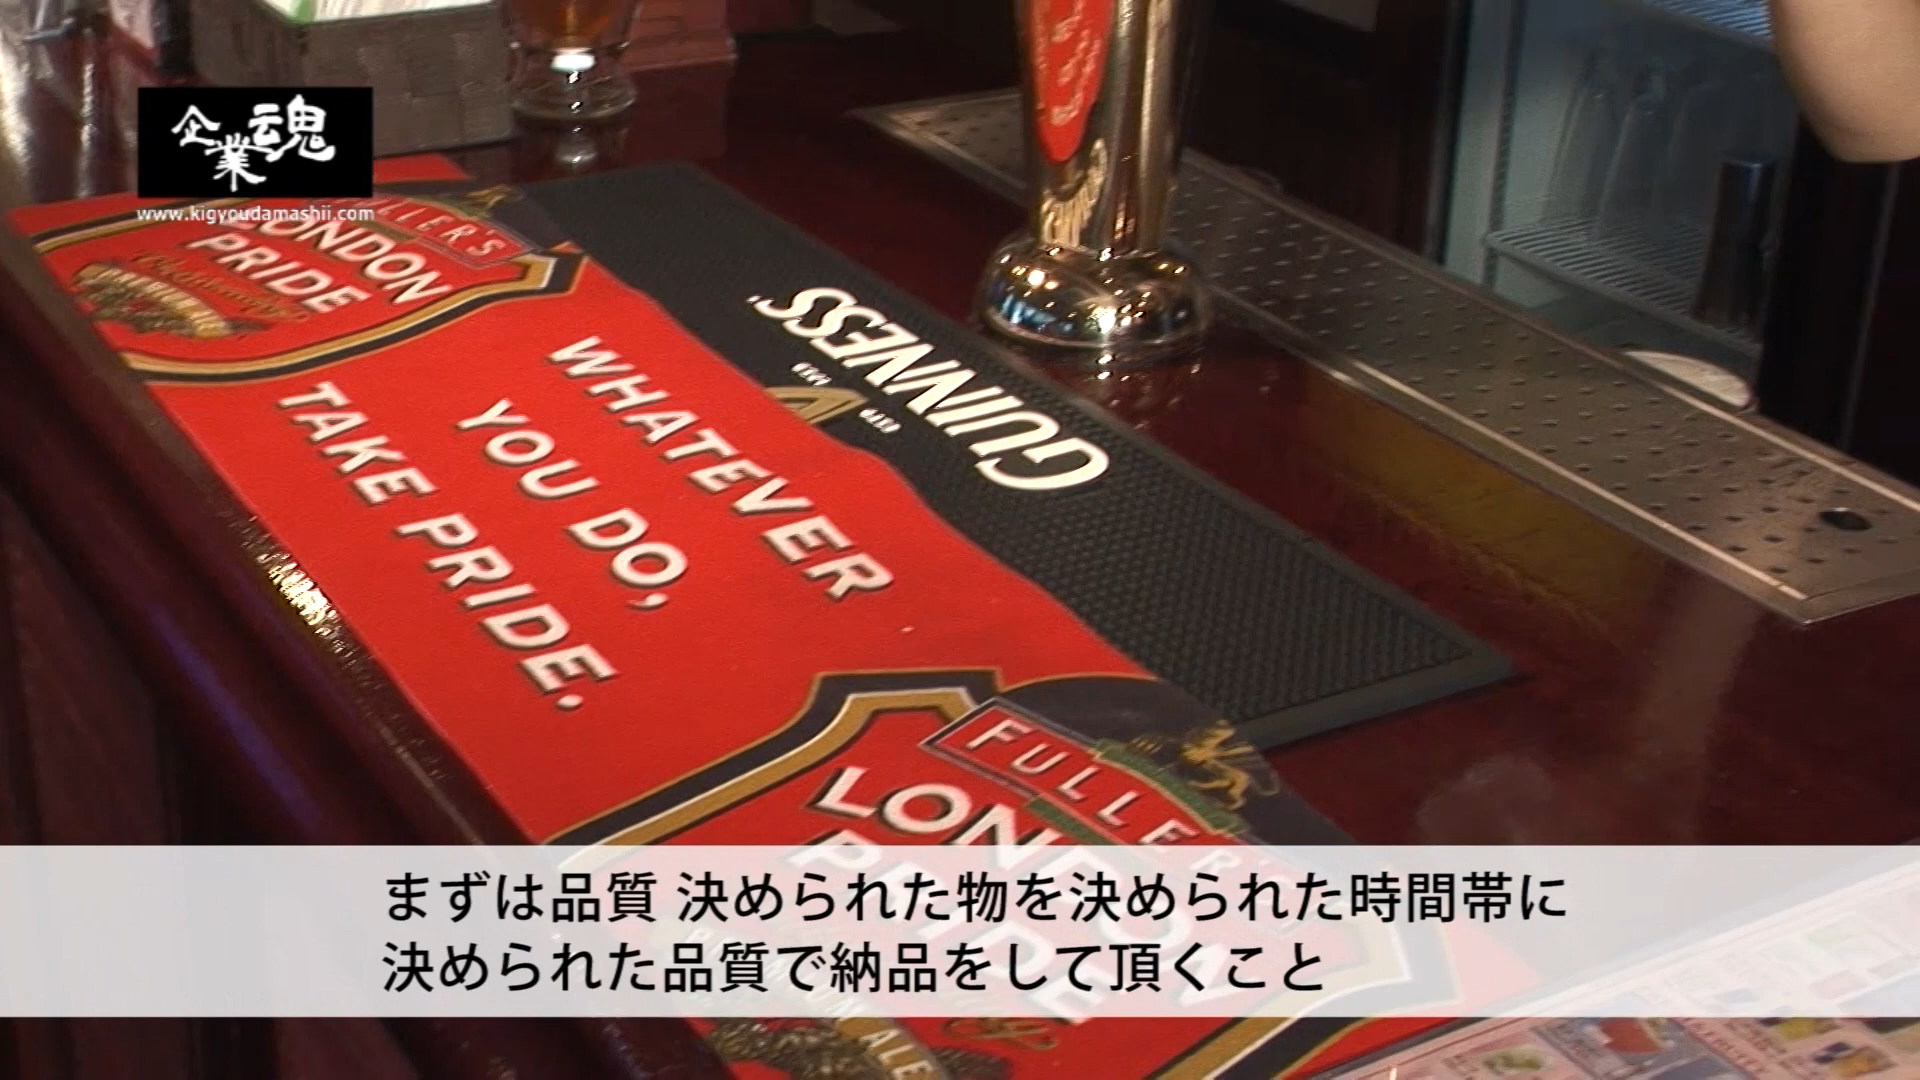 企業魂
www.kigyoudamashii.com
FULLER'S
LONDON
PRIDE
GUINNESS
WHATEVER
YOU DO,
TAKE PRIDE.
FULLER'S
LONDON
PRIDE
まずは品質 決められた物を決められた時間帯に
決められた品質で納品をして頂くこと
ALE